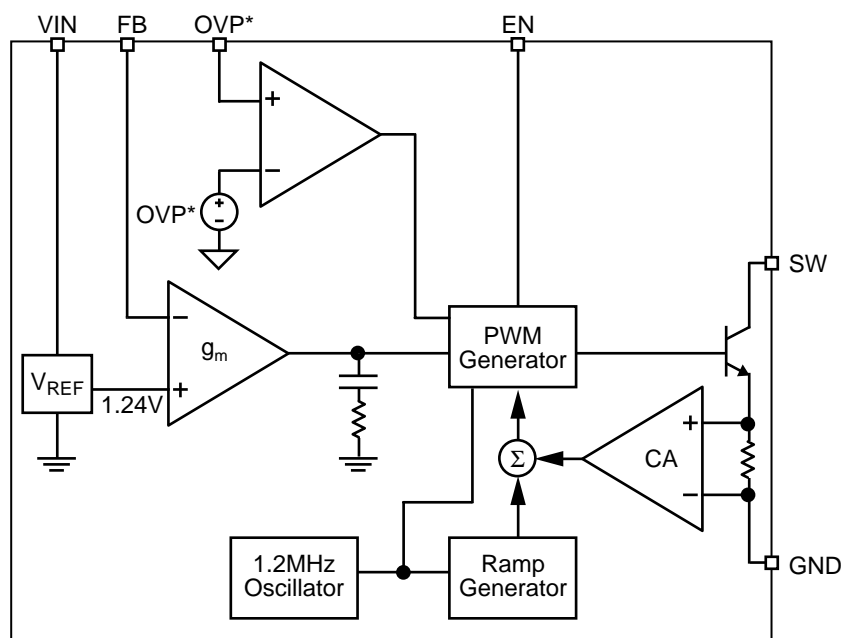 VIN FB OVP* EN
+
−
OVP*
+
−
SW
−
gm
+
VREF
1.24V
PWM
Generator
+
CA
−
Σ
1.2MHz
Oscillator
Ramp
Generator
GND